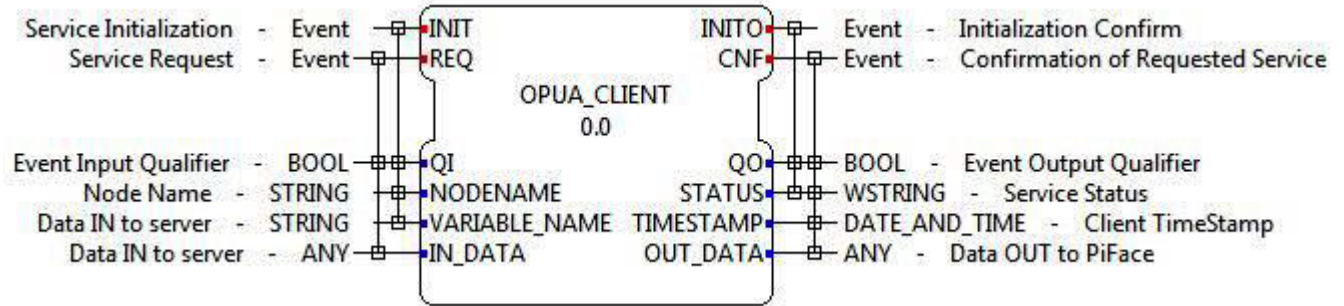 Service Initialization - Event INIT INITO Event - Initialization Confirm
Service Request - Event REQ CNF Event - Confirmation of Requested Service
OPUA_CLIENT
0.0
Event Input Qualifier - BOOL QI QO BOOL - Event Output Qualifier
Node Name - STRING NODENAME STATUS WSTRING - Service Status
Data IN to server - STRING VARIABLE_NAME TIMESTAMP DATE_AND_TIME - Client TimeStamp
Data IN to server - ANY IN_DATA OUT_DATA ANY - Data OUT to PiFace